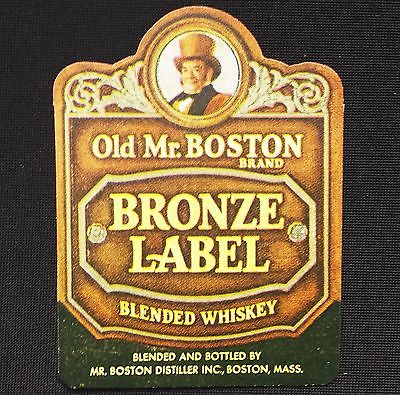 Old Mr. BOSTON
BRAND
BRONZE
LABEL
BLENDED WHISKEY
BLENDED AND BOTTLED BY
MR. BOSTON DISTILLER INC., BOSTON, MASS.